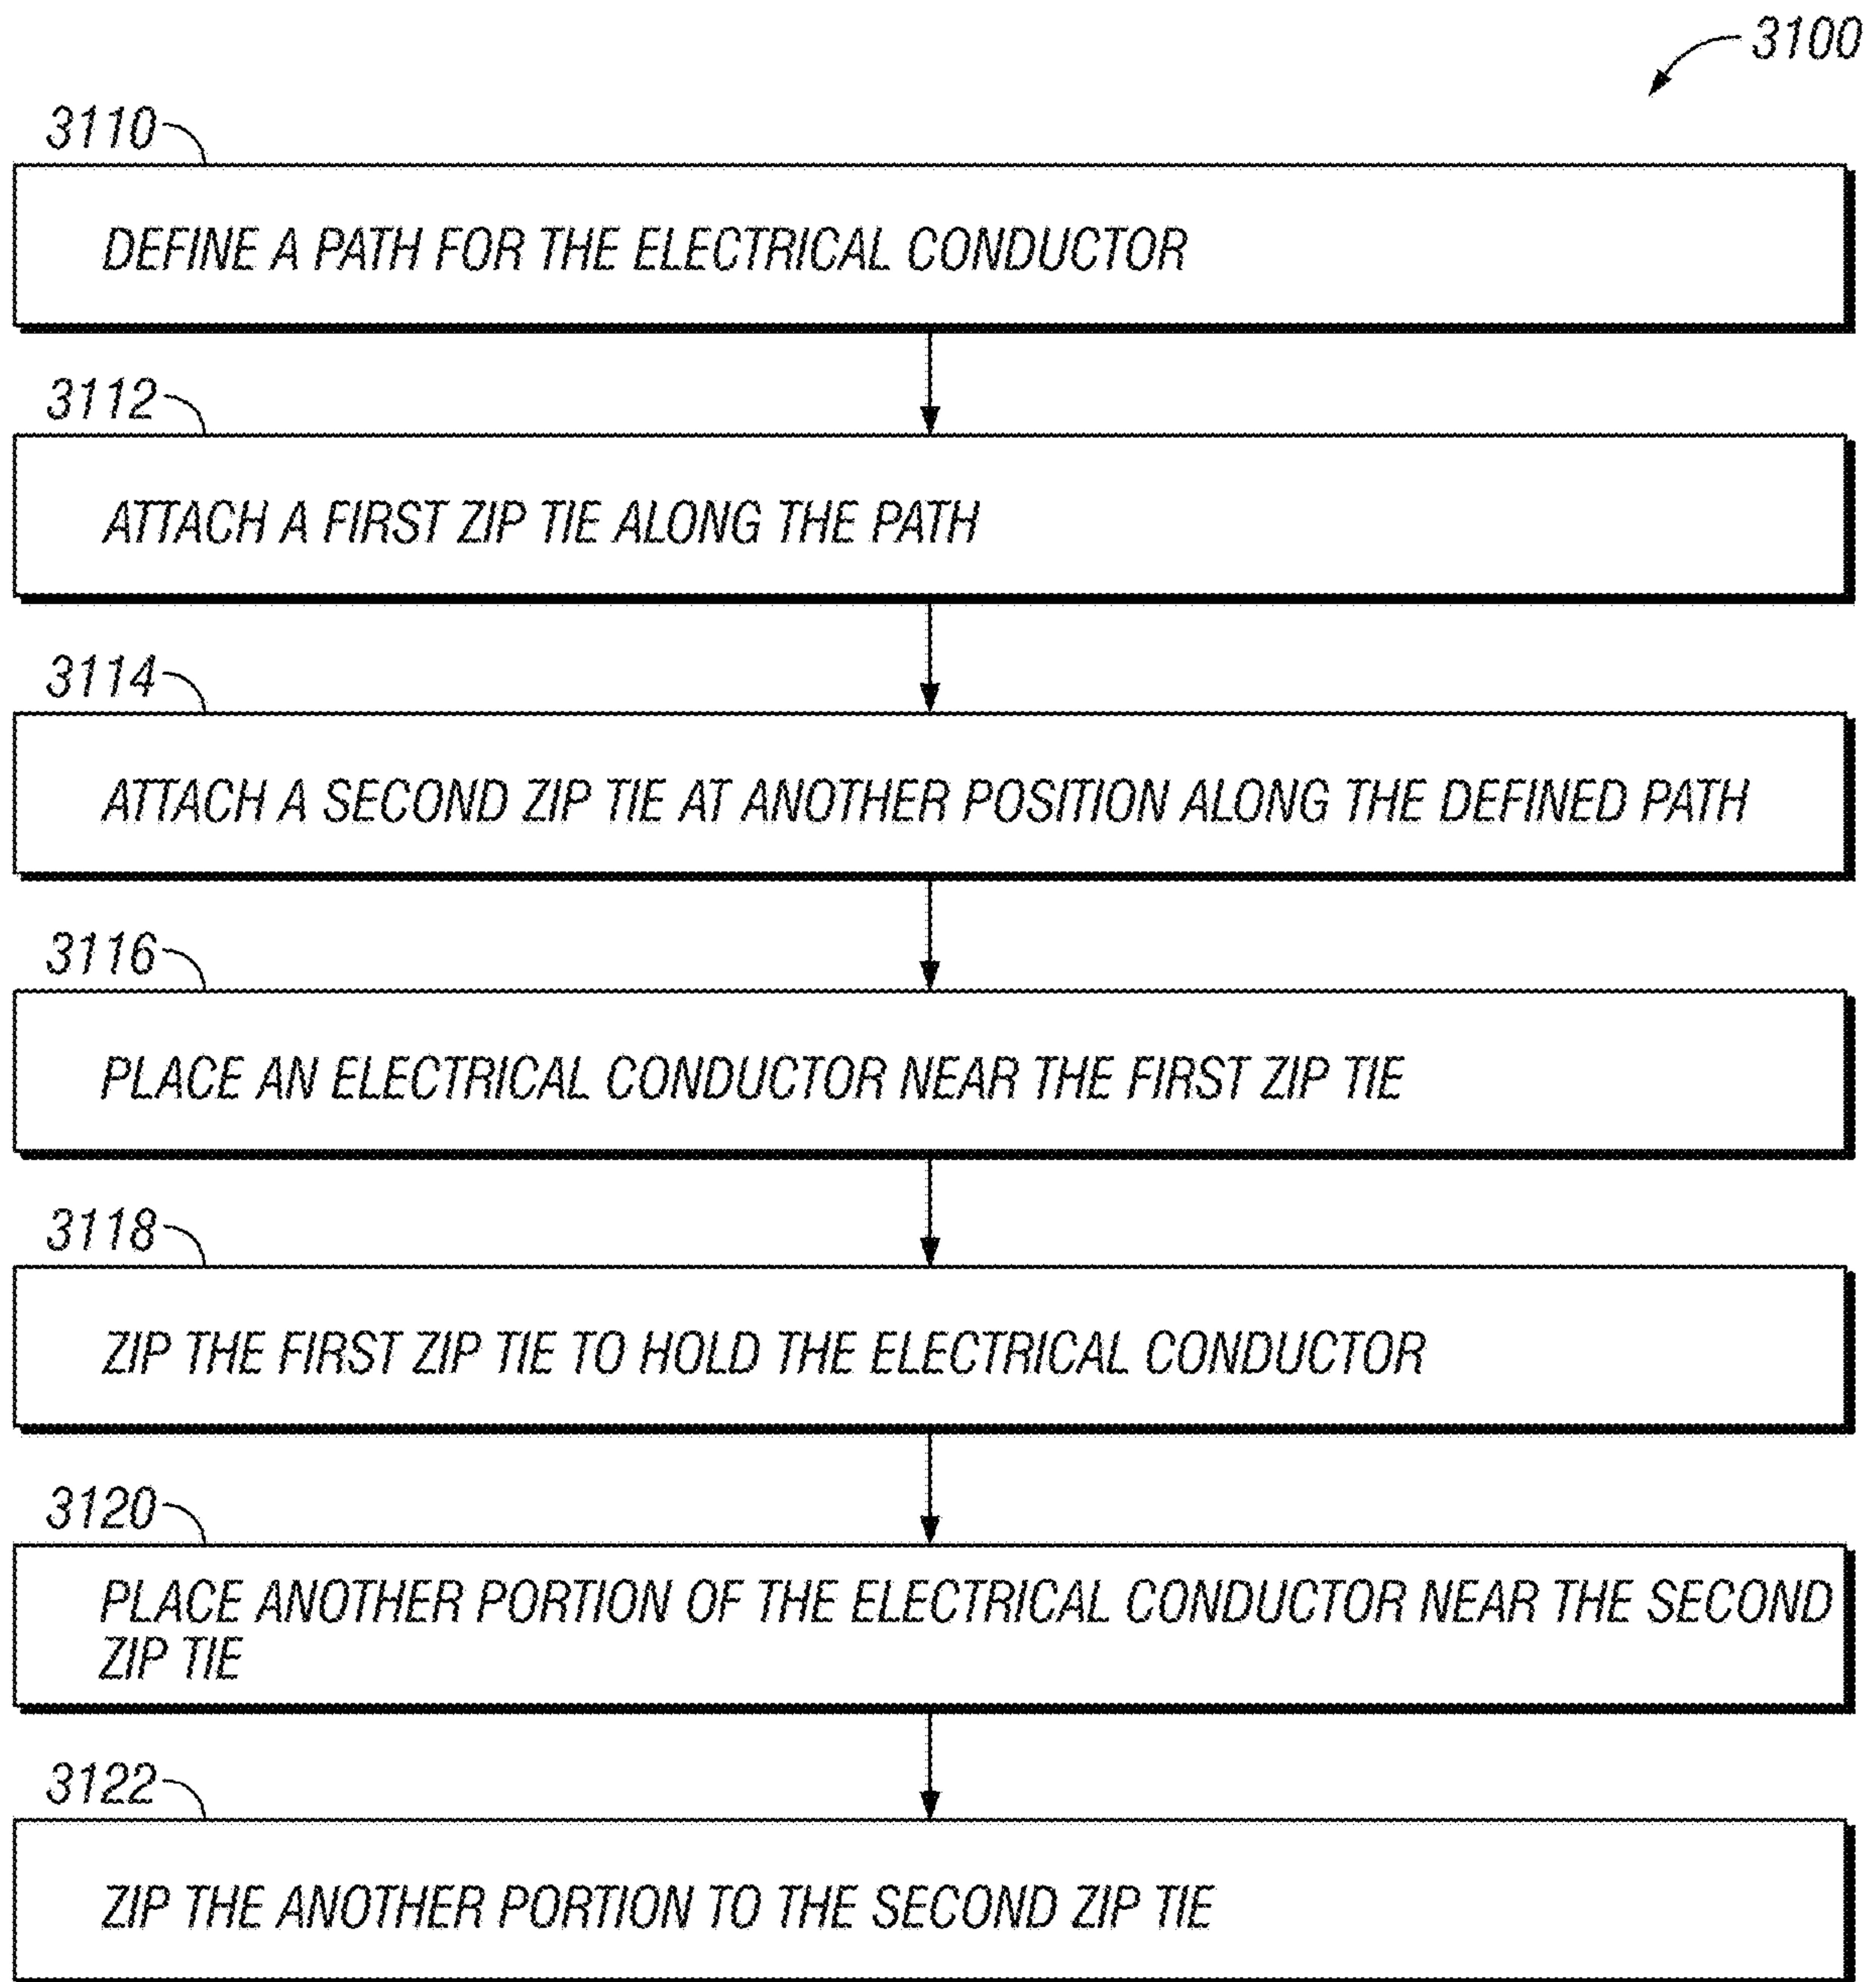 3100
3110
DEFINE A PATH FOR THE ELECTRICAL CONDUCTOR
3112
ATTACH A FIRST ZIP TIE ALONG THE PATH
3114
ATTACH A SECOND ZIP TIE AT ANOTHER POSITION ALONG THE DEFINED PATH
3116
PLACE AN ELECTRICAL CONDUCTOR NEAR THE FIRST ZIP TIE
3118
ZIP THE FIRST ZIP TIE TO HOLD THE ELECTRICAL CONDUCTOR
3120
PLACE ANOTHER PORTION OF THE ELECTRICAL CONDUCTOR NEAR THE SECOND
ZIP TIE
3122
ZIP THE ANOTHER PORTION TO THE SECOND ZIP TIE